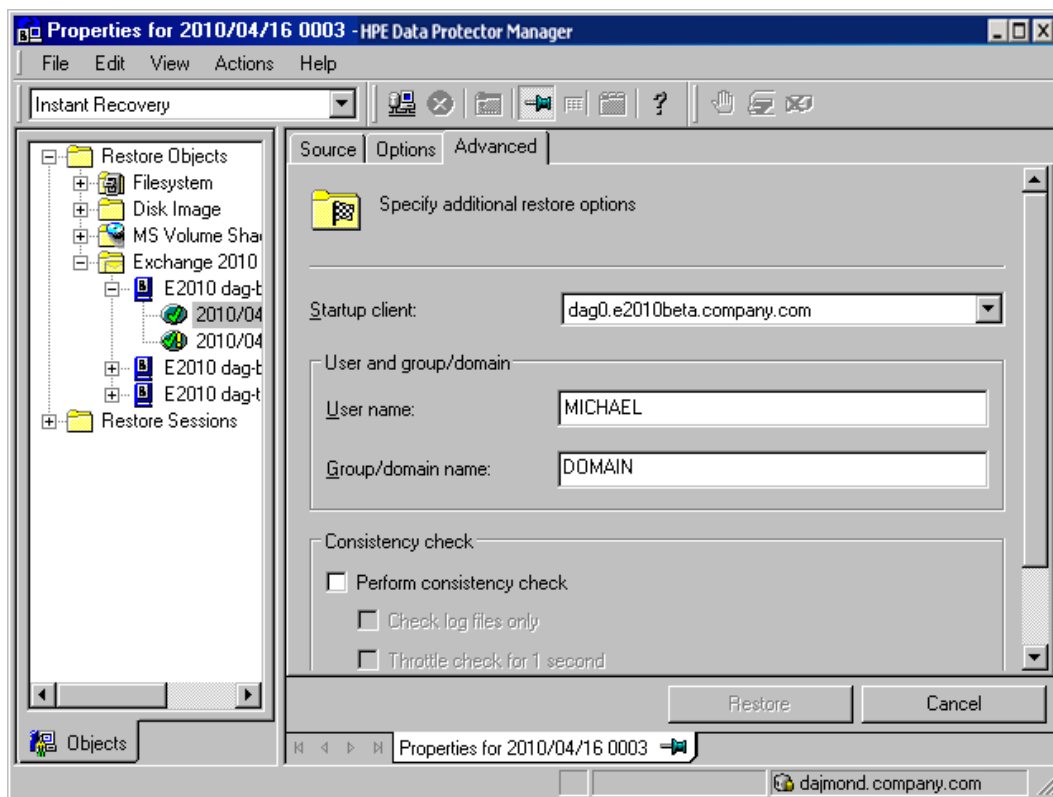 Properties for 2010/04/16 0003 - HPE Data Protector Manager
File Edit View Actions Help
Instant Recovery
Restore Objects
Filesystem
Disk Image
MS Volume Sha
Exchange 2010
E2010 dag-b
2010/04
2010/04
E2010 dag-b
E2010 dag-t
Restore Sessions
Objects
Source Options Advanced
Specify additional restore options
Startup client: dag0.e2010beta.company.com
User and group/domain
User name: MICHAEL
Group/domain name: DOMAIN
Consistency check
Perform consistency check
Check log files only
Throttle check for 1 second
Restore Cancel
Properties for 2010/04/16 0003
dajmond.company.com